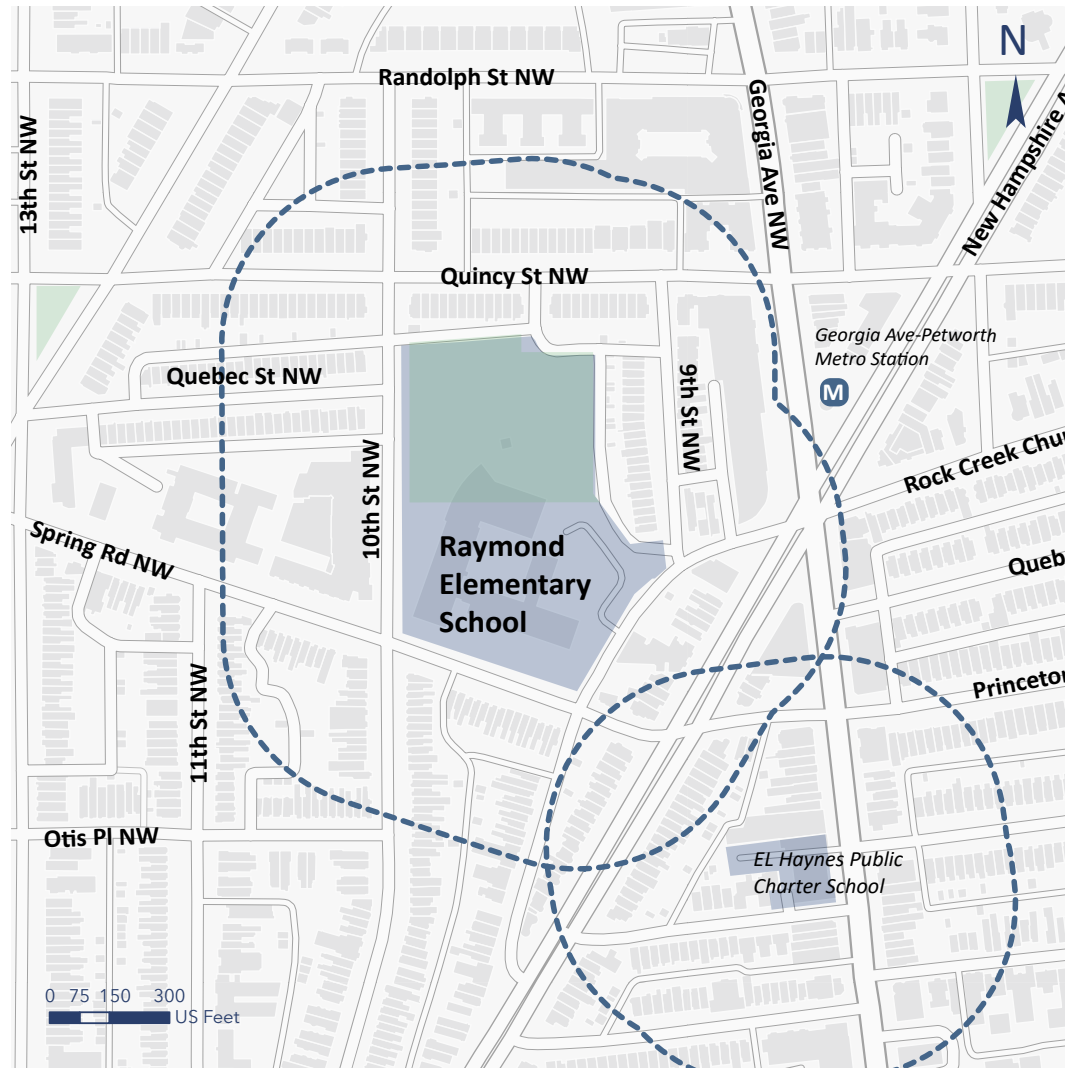 N
Randolph St NW
Georgia Ave NW
13th St NW
New Hampshire A
Quincy St NW
Georgia Ave-Petworth
Metro Station
M
Quebec St NW
9th St NW
10th St NW
Rock Creek Chu
Spring Rd NW
Raymond
Elementary
School
Queb
Princeton
11th St NW
Otis Pl NW
EL Haynes Public
Charter School
0 75 150 300
US Feet